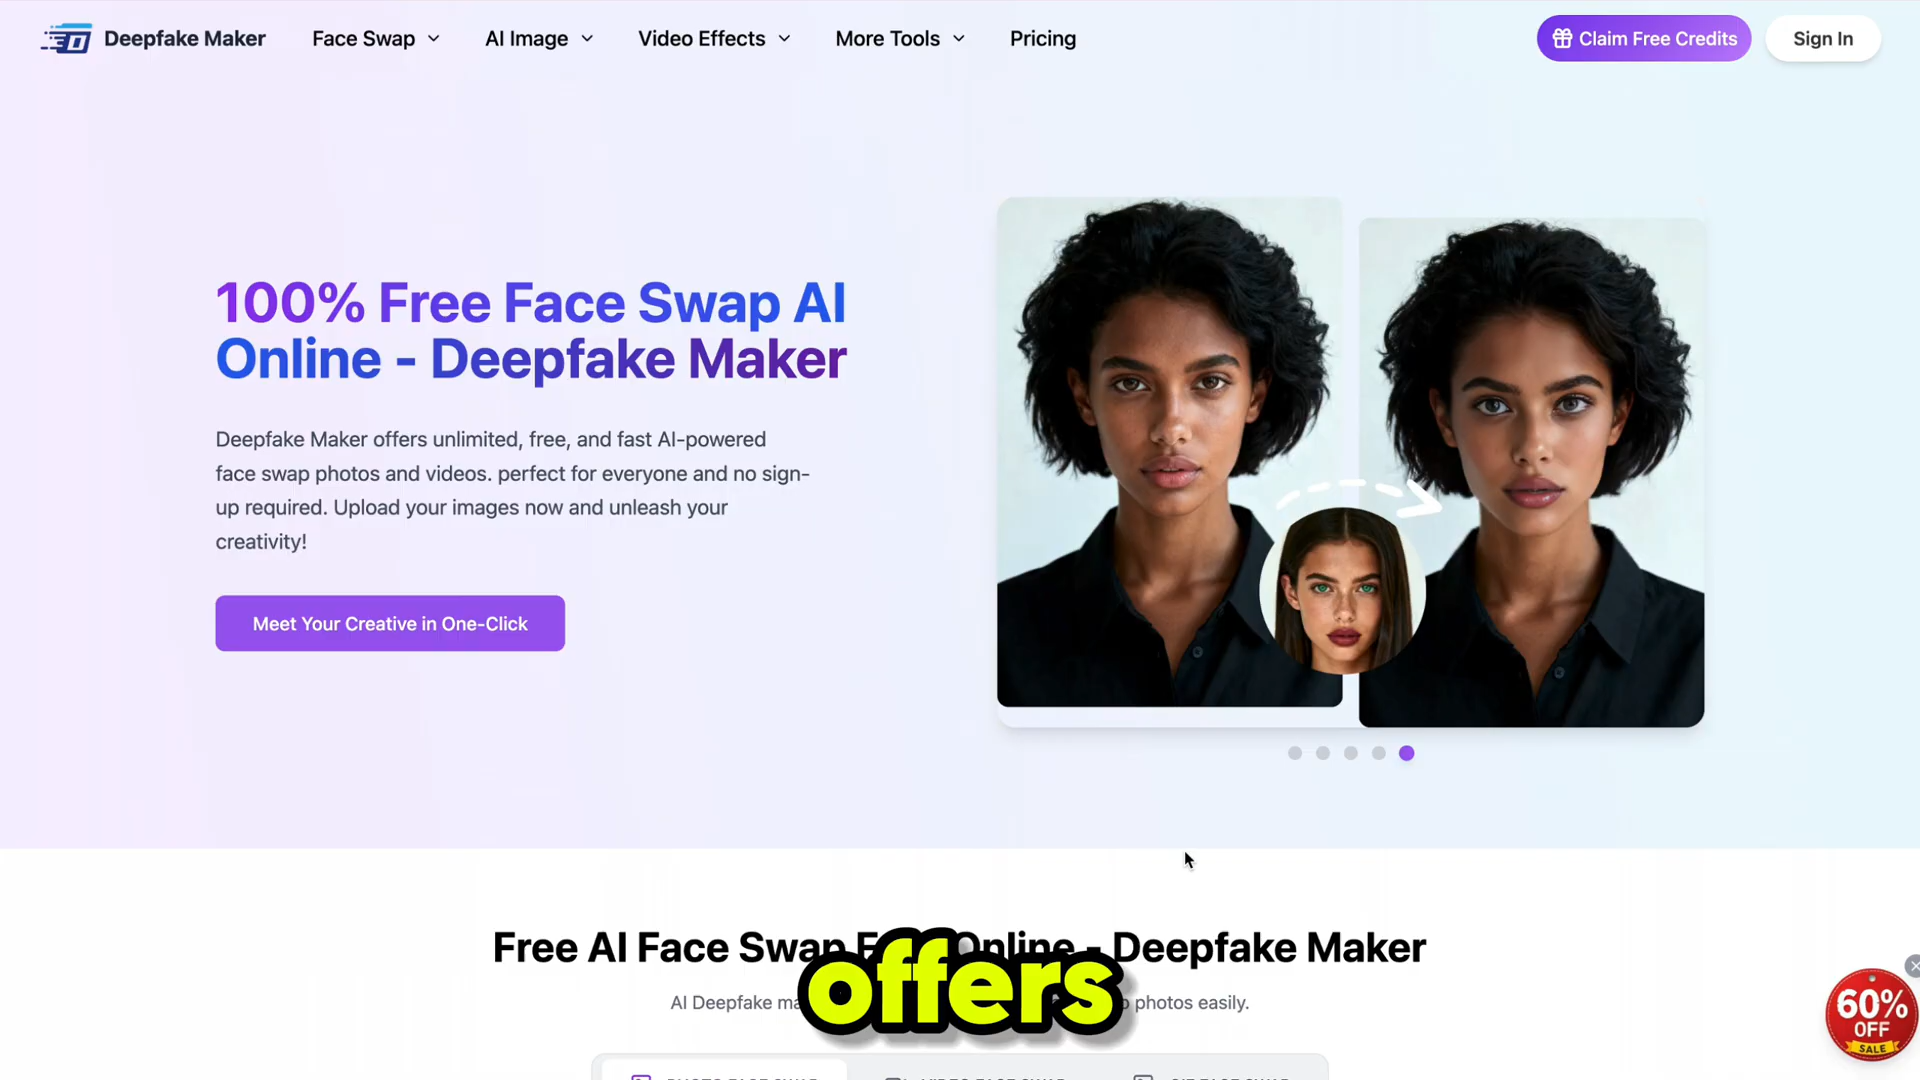 Deepfake Maker
Face Swap
AI Image
Video Effects
More Tools
Pricing
Claim Free Credits
Sign In
100% Free Face Swap AI
Online - Deepfake Maker
Deepfake Maker offers unlimited, free, and fast AI-powered
face swap photos and videos. perfect for everyone and no sign-
up required. Upload your images now and unleash your
creativity!
Meet Your Creative in One-Click
Free AI Face Swap Online - Deepfake Maker
offers
AI Deepfake photos easily.
60%
OFF
SALE